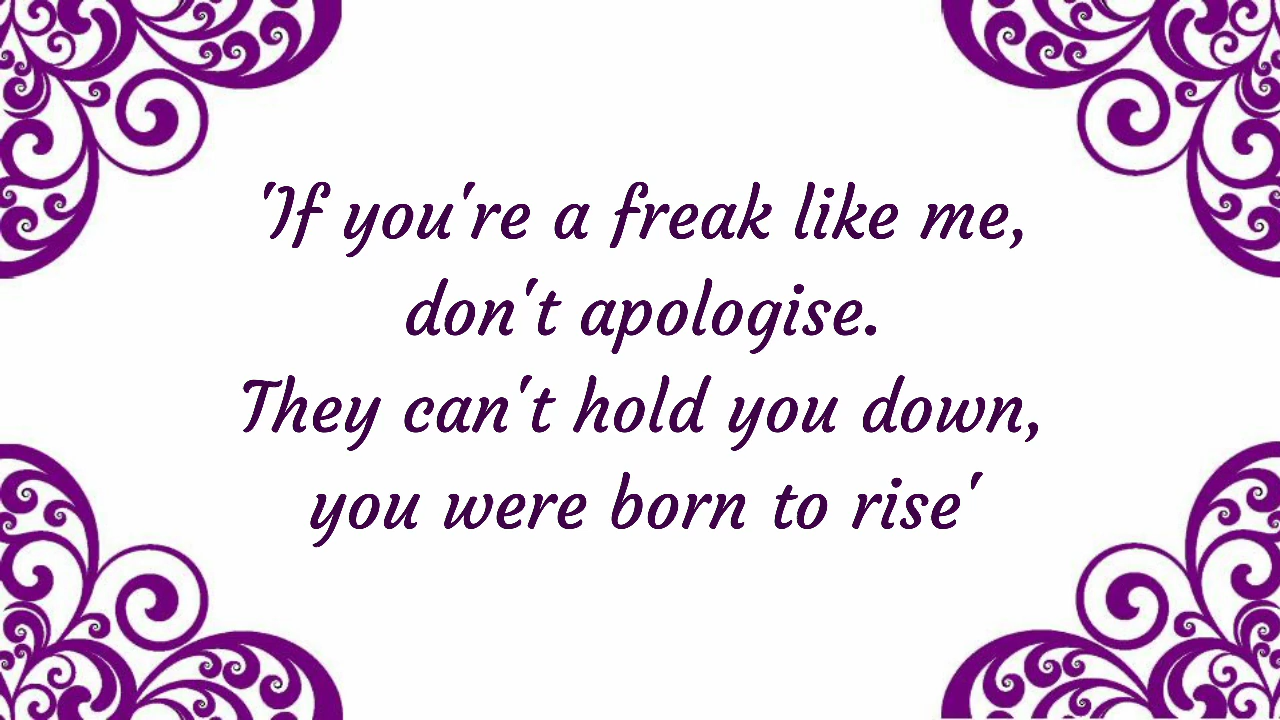 'If you're a freak like me,
don't apologise.
They can't hold you down,
you were born to rise'